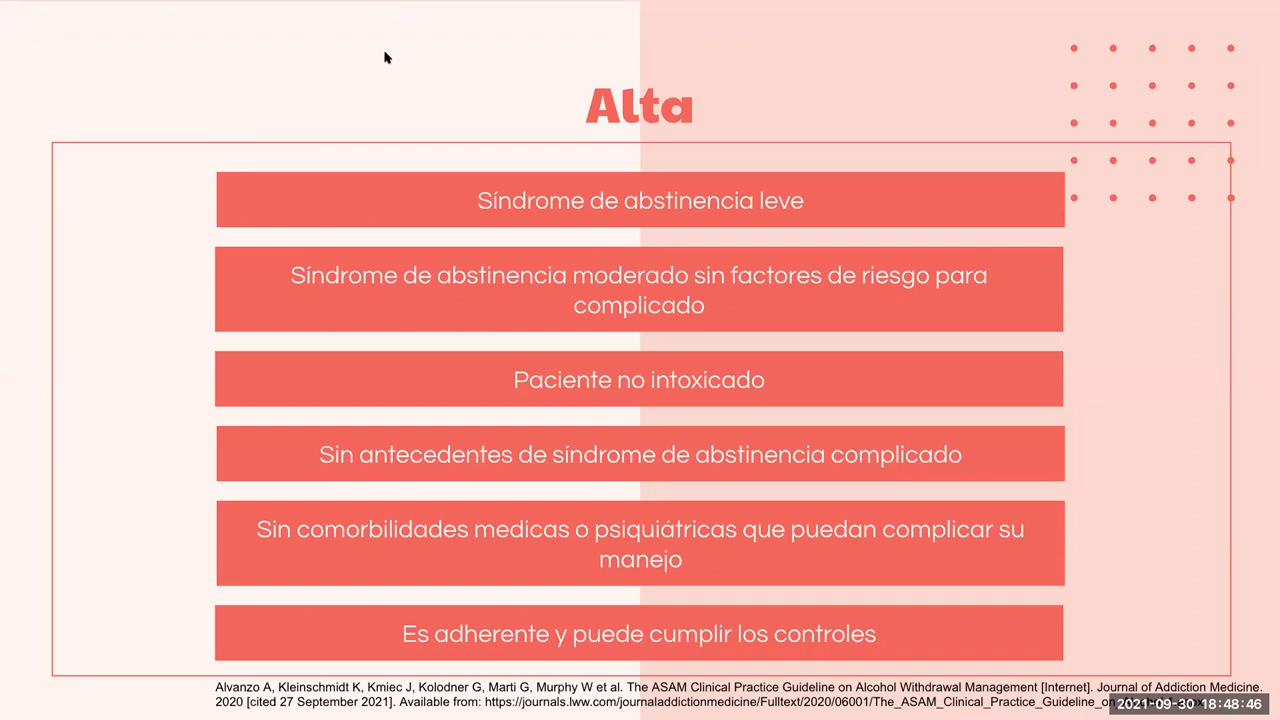 Alta
Síndrome de abstinencia leve
Síndrome de abstinencia moderado sin factores de riesgo para
complicado
Paciente no intoxicado
Sin antecedentes de síndrome de abstinencia complicado
Sin comorbilidades medicas o psiquiátricas que puedan complicar su
manejo
Es adherente y puede cumplir los controles
Alvanzo A, Kleinschmidt K, Kmiec J, Kolodner G, Marti G, Murphy W et al. The ASAM Clinical Practice Guideline on Alcohol Withdrawal Management [Internet]. Journal of Addiction Medicine.
2020 [cited 27 September 2021]. Available from: https://journals.lww.com/journaladdictionmedicine/Fulltext/2020/06001/The_ASAM_Clinical_Practice_Guideline_on
2021-09-30 18:48:46